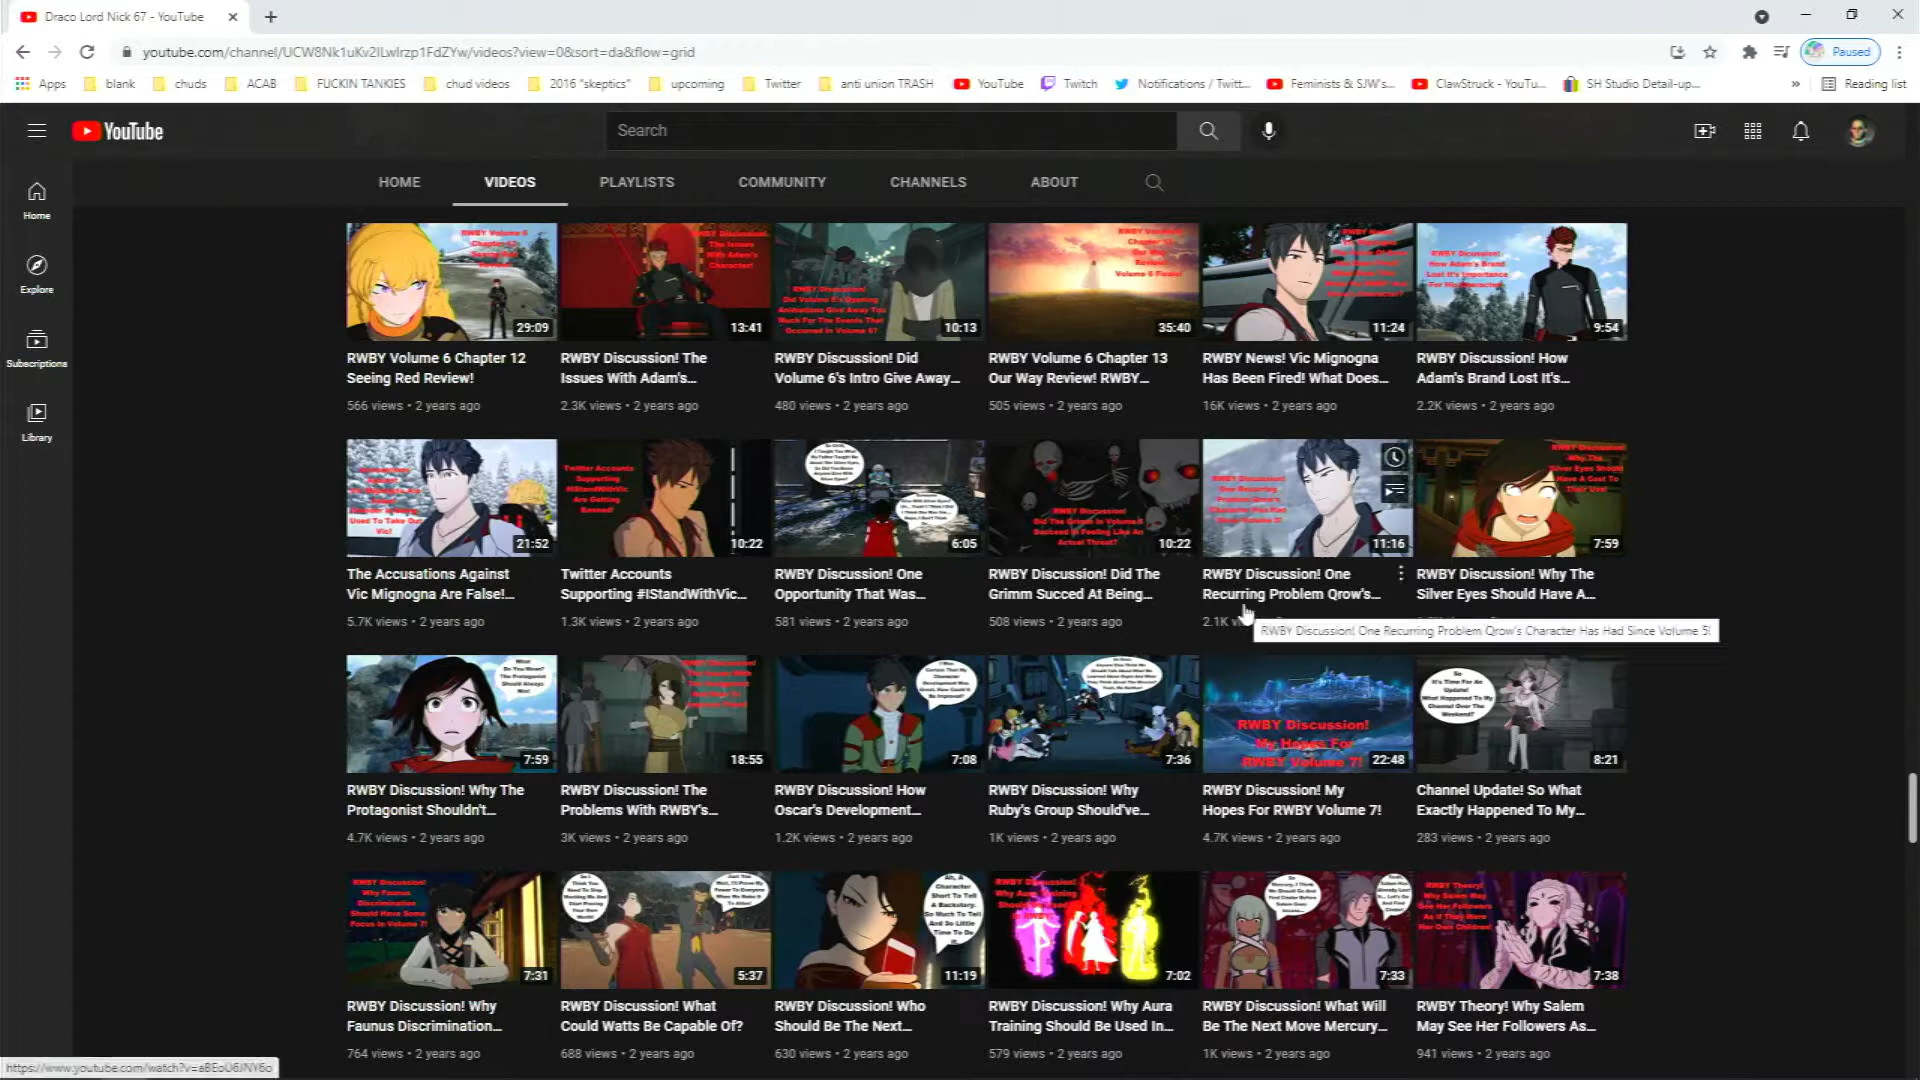 Draco Lord Nick 67 - YouTube
youtube.com/channel/UCW8Nk1uKv2ILwlrzp1FdZYw/videos?view=0&sort=da&flow=grid
Paused
Apps blank chuds ACAB FUCKIN TANKIES chud videos 2016 "skeptics" upcoming Twitter anti union TRASH YouTube Twitch Notifications / Twitt... Feminists & SJW's... ClawStruck - YouTu... SH Studio Detail-up... » Reading list
YouTube
Search
HOME VIDEOS PLAYLISTS COMMUNITY CHANNELS ABOUT
Home
Explore
Subscriptions
Library
29:09 13:41 10:13 35:40 11:24 9:54
RWBY Volume 6 Chapter 12
Seeing Red Review!
566 views • 2 years ago
RWBY Discussion! The
Issues With Adam's...
2.3K views • 2 years ago
RWBY Discussion! Did
Volume 6's Intro Give Away...
480 views • 2 years ago
RWBY Volume 6 Chapter 13
Our Way Review! RWBY...
505 views • 2 years ago
RWBY News! Vic Mignogna
Has Been Fired! What Does...
16K views • 2 years ago
RWBY Discussion! How
Adam's Brand Lost It's...
2.2K views • 2 years ago
21:52 10:22 6:05 10:22 11:16 7:59
The Accusations Against
Vic Mignogna Are False!...
5.7K views • 2 years ago
Twitter Accounts
Supporting #IStandWithVic...
1.3K views • 2 years ago
RWBY Discussion! One
Opportunity That Was...
581 views • 2 years ago
RWBY Discussion! Did The
Grimm Succed At Being...
508 views • 2 years ago
RWBY Discussion! One
Recurring Problem Qrow's...
2.1K
RWBY Discussion! One Recurring Problem Qrow's Character Has Had Since Volume 5!
RWBY Discussion! Why The
Silver Eyes Should Have A...
7:59 18:55 7:08 7:36 22:48 8:21
RWBY Discussion! Why The
Protagonist Shouldn't...
4.7K views • 2 years ago
RWBY Discussion! The
Problems With RWBY's...
3K views • 2 years ago
RWBY Discussion! How
Oscar's Development...
1.2K views • 2 years ago
RWBY Discussion! Why
Ruby's Group Should've...
1K views • 2 years ago
RWBY Discussion!
My Hopes For
RWBY Volume 7!
RWBY Discussion! My
Hopes For RWBY Volume 7!
4.7K views • 2 years ago
Channel Update! So What
Exactly Happened To My...
283 views • 2 years ago
7:31 5:37 11:19 7:02 7:33 7:38
RWBY Discussion! Why
Faunus Discrimination...
764 views • 2 years ago
RWBY Discussion! What
Could Watts Be Capable Of?
688 views • 2 years ago
RWBY Discussion! Who
Should Be The Next...
630 views • 2 years ago
RWBY Discussion! Why Aura
Training Should Be Used In...
579 views • 2 years ago
RWBY Discussion! What Will
Be The Next Move Mercury...
1K views • 2 years ago
RWBY Theory! Why Salem
May See Her Followers As...
941 views • 2 years ago
https://www.youtube.com/watch?v=aBEoU6JNY6o